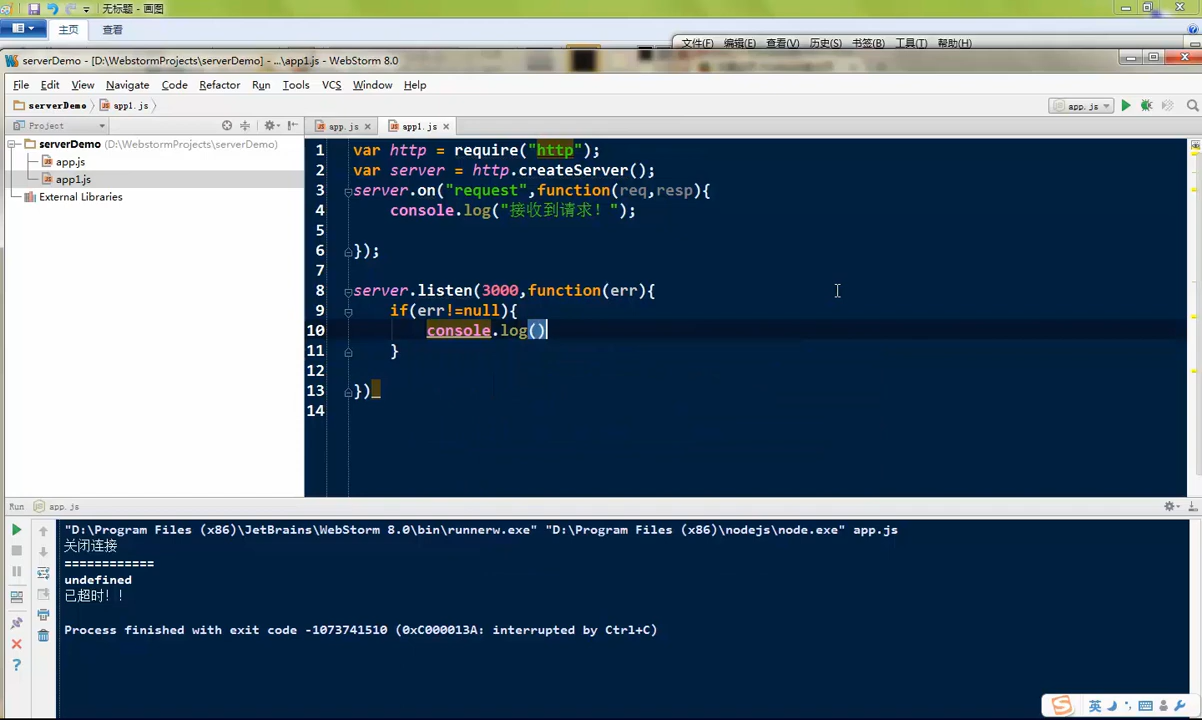 无标题 - 画图
主页 查看
文件(F) 编辑(E) 查看(V) 历史(S) 书签(B) 工具(T) 帮助(H)
serverDemo - [D:\WebstormProjects\serverDemo] - ...\app1.js - WebStorm 8.0
File Edit View Navigate Code Refactor Run Tools VCS Window Help
serverDemo app1.js app.js
Project app.js app1.js
serverDemo (D:\WebstormProjects\serverDemo)
app.js
app1.js
External Libraries
1 var http = require("http");
2 var server = http.createServer();
3 server.on("request",function(req,resp){
4 console.log("接收到请求！");
5
6 });
7
8 server.listen(3000,function(err){
9 if(err!=null){
10 console.log()
11 }
12
13 })
14
Run app.js
"D:\Program Files (x86)\JetBrains\WebStorm 8.0\bin\runnerw.exe" "D:\Program Files (x86)\nodejs\node.exe" app.js
关闭连接
============
undefined
已超时！！
Process finished with exit code -1073741510 (0xC000013A: interrupted by Ctrl+C)
英